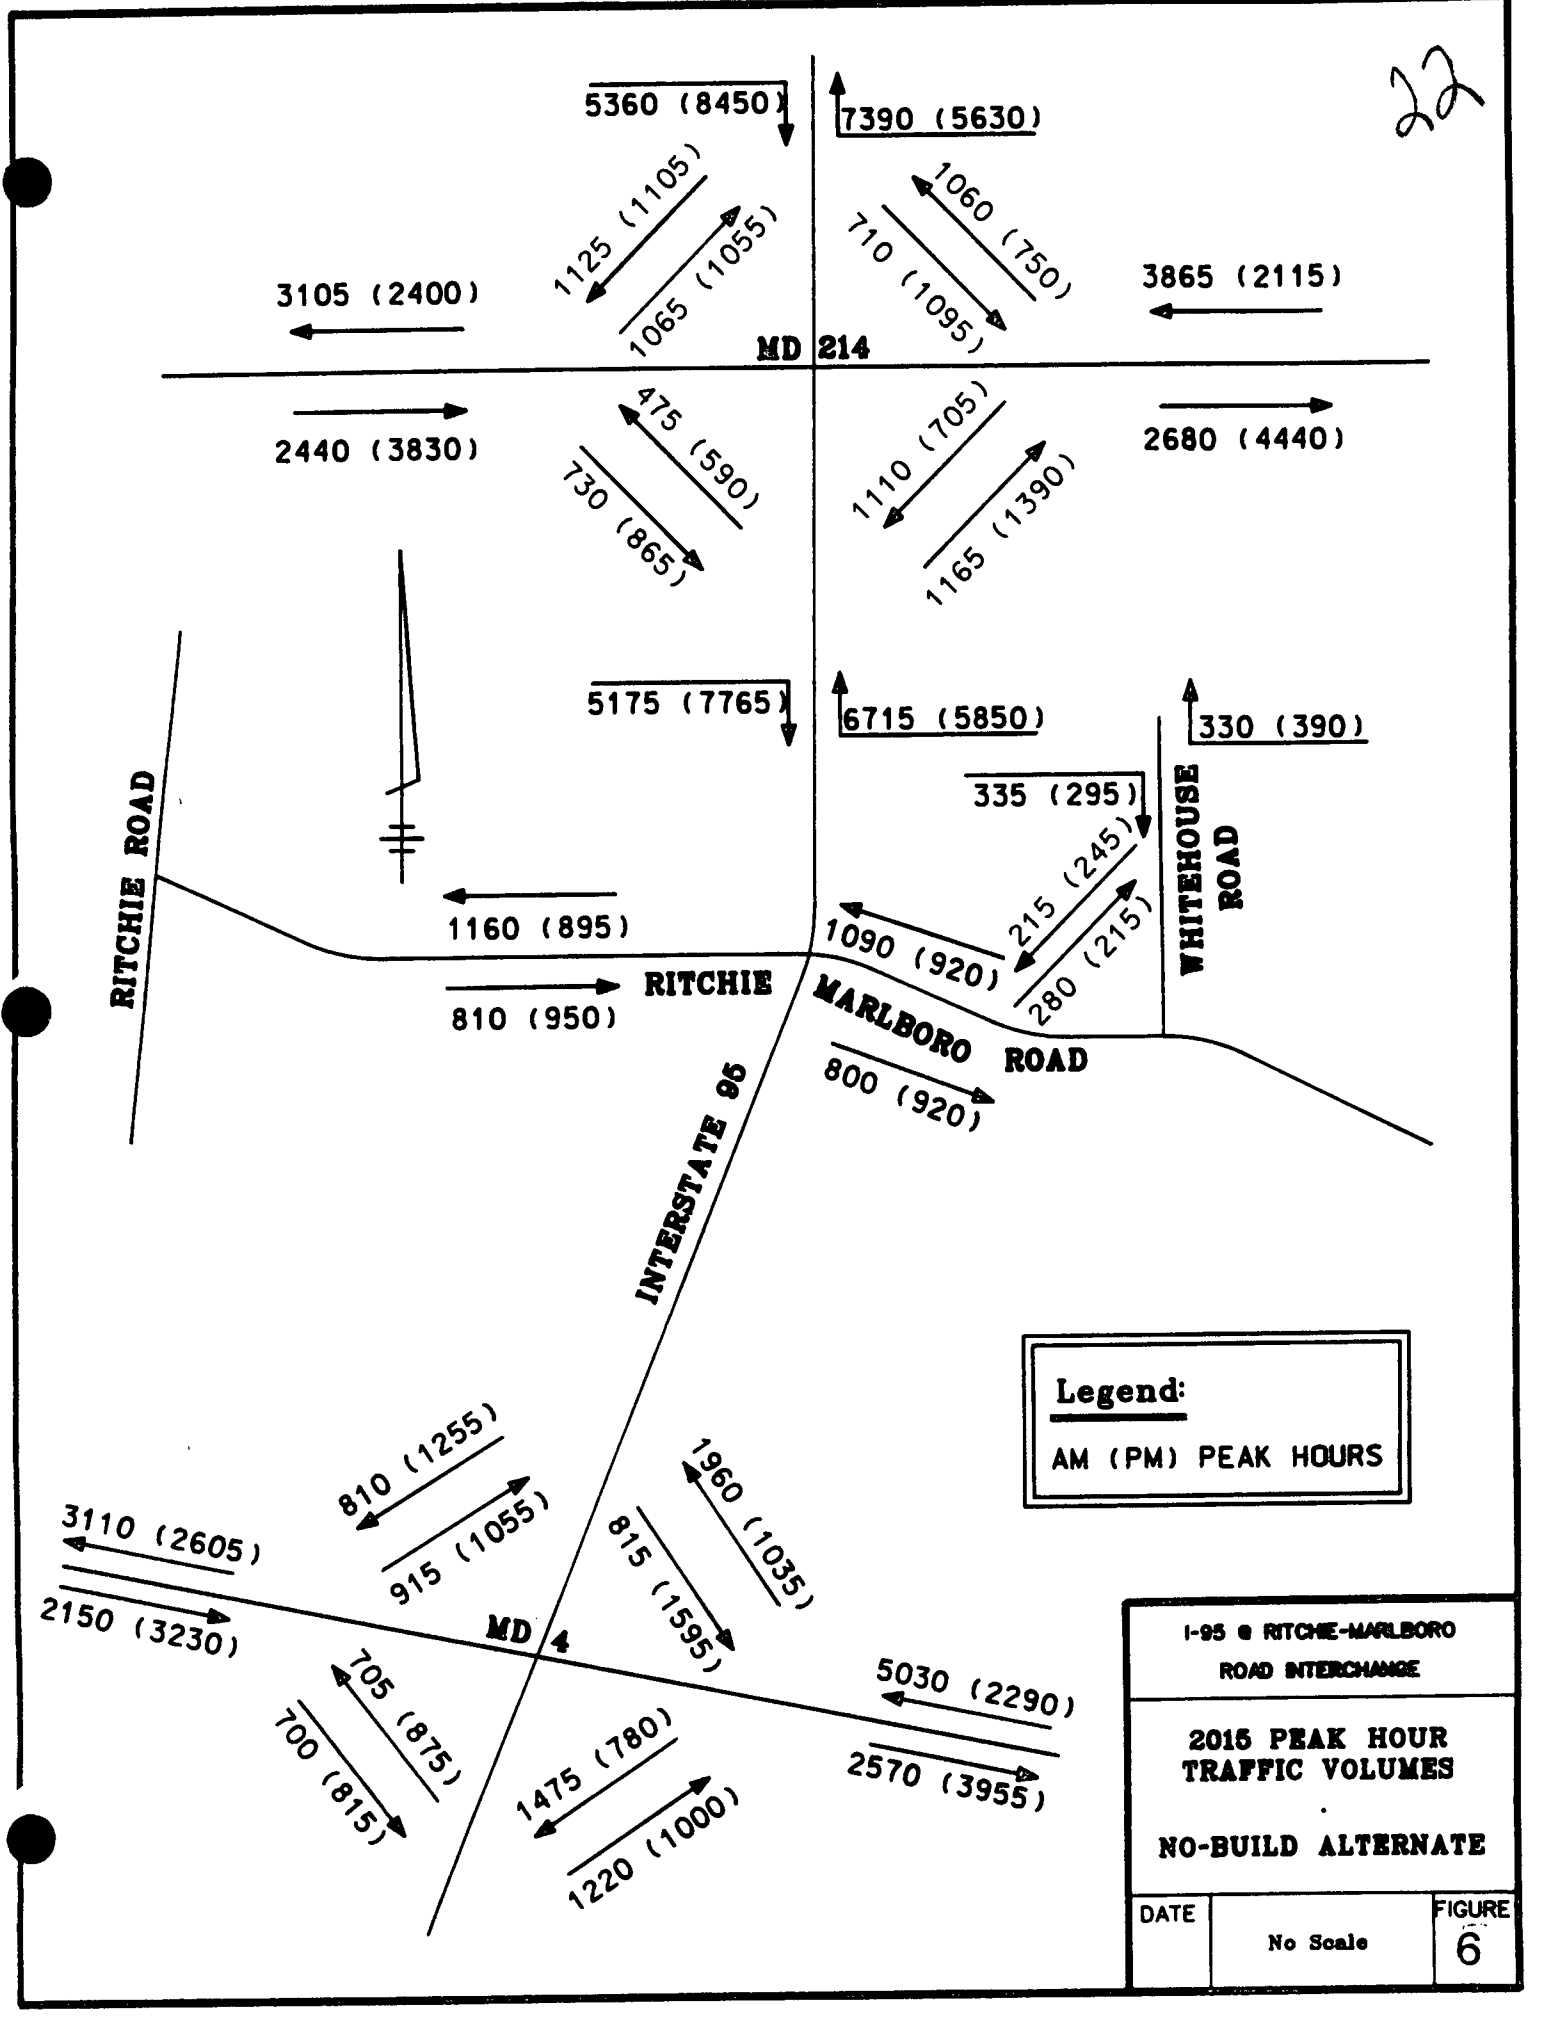 22
5360 (8450)
7390 (5630)
1125 (1105)
1065 (1055)
1060 (750)
710 (1095)
3105 (2400)
3865 (2115)
MD 214
2440 (3830)
2680 (4440)
475 (590)
730 (865)
1110 (705)
1165 (1390)
5175 (7765)
6715 (5850)
330 (390)
335 (295)
WHITEHOUSE
ROAD
215 (245)
280 (215)
RITCHIE ROAD
1160 (895)
1090 (920)
810 (950)
RITCHIE MARLBORO ROAD
800 (920)
INTERSTATE 95
Legend:
AM (PM) PEAK HOURS
810 (1255)
915 (1055)
1960 (1035)
815 (1595)
3110 (2605)
2150 (3230)
MD 4
705 (875)
700 (815)
1475 (780)
1220 (1000)
5030 (2290)
2570 (3955)
I-95 @ RITCHIE-MARLBORO
ROAD INTERCHANGE
2015 PEAK HOUR
TRAFFIC VOLUMES
NO-BUILD ALTERNATE
DATE
No Scale
FIGURE
6